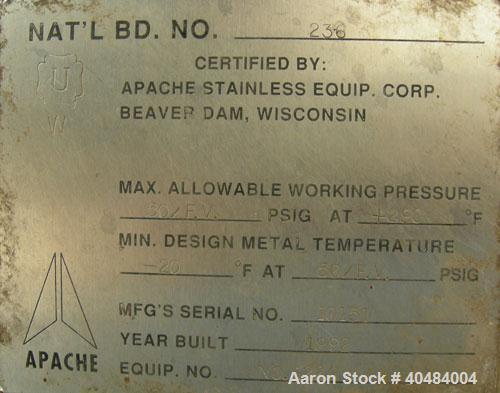 NAT'L BD. NO. 236
U
W
CERTIFIED BY:
APACHE STAINLESS EQUIP. CORP.
BEAVER DAM, WISCONSIN
MAX. ALLOWABLE WORKING PRESSURE
PSIG AT °F
MIN. DESIGN METAL TEMPERATURE
-20 °F AT PSIG
MFG'S SERIAL NO.
YEAR BUILT
EQUIP. NO.
APACHE
Aaron Stock # 40484004